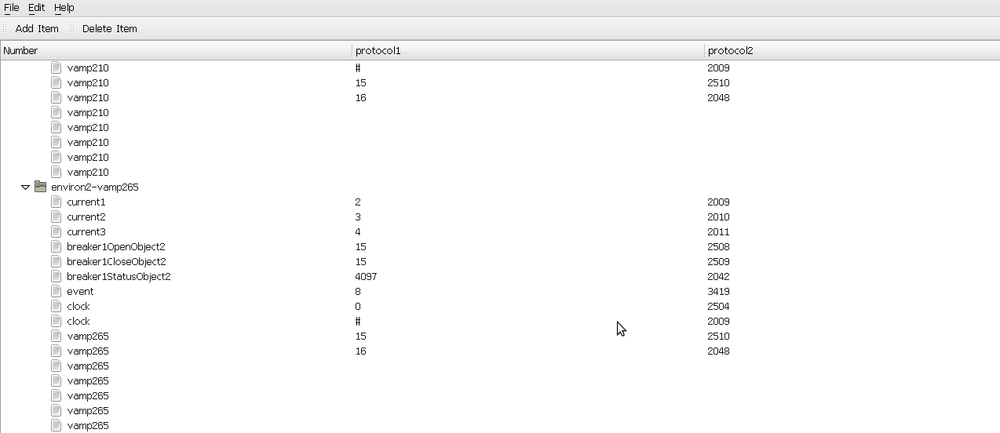 File Edit Help
Add Item Delete Item
Number protocol1 protocol2
vamp210 # 2009
vamp210 15 2510
vamp210 16 2048
vamp210
vamp210
vamp210
vamp210
vamp210
environ2-vamp265
current1 2 2009
current2 3 2010
current3 4 2011
breaker1OpenObject2 15 2508
breaker1CloseObject2 15 2509
breaker1StatusObject2 4097 2042
event 8 3419
clock 0 2504
clock # 2009
vamp265 15 2510
vamp265 16 2048
vamp265
vamp265
vamp265
vamp265
vamp265